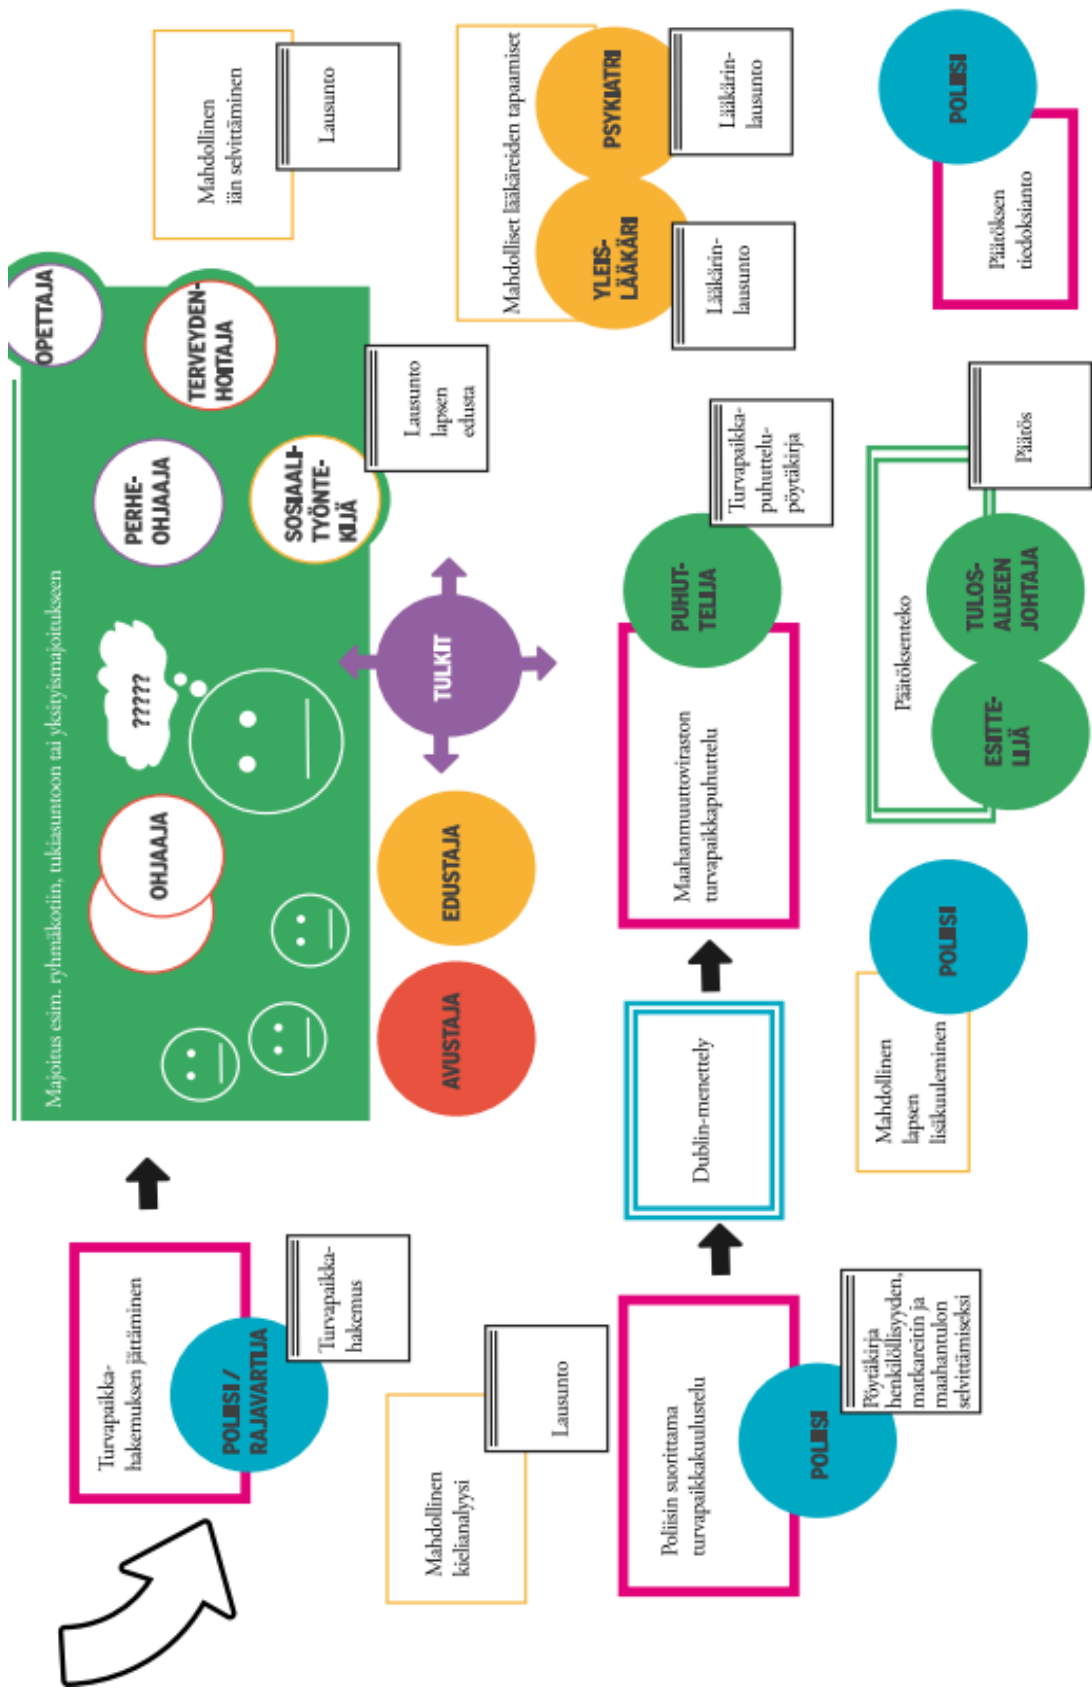 Turvapaikka-
hakemuksen jättäminen
POLIISI /
RAJAVARTIJA
Turvapaikka-
hakemus
Majoitus esim. ryhmäkotiin, tukiasuntoon tai yksityismajoitukseen
OHJAAJA
?????
PERHE-
OHJAAJA
OPETTAJA
TERVEYDEN-
HOITAJA
SOSIAALI-
TYÖNTE-
KIJÄ
Lausunto
lapsen
edusta
Mahdollinen
iän selvittäminen
Lausunto
Mahdollinen
kielianalyysi
Lausunto
AVUSTAJA
EDUSTAJA
TULKIT
Mahdolliset lääkäreiden tapaamiset
YLEIS-
LÄÄKÄRI
PSYKIATRI
Lääkärin-
lausunto
Lääkärin-
lausunto
Poliisin suorittama
turvapaikkakuulustelu
POLIISI
Pöytäkirja
henkilöllisyyden,
matkareitin ja
maahantulon
selvittämiseksi
Dublin-menettely
Maahanmuuttoviraston
turvapaikkapuhuttelu
PUHUT-
TELIJA
Turvapaikka-
puhuttelu-
pöytäkirja
Mahdollinen
lapsen
lisäkuuleminen
POLIISI
Päätöksenteko
ESITTE-
LIJÄ
TULOS-
ALUEEN
JOHTAJA
Päätös
Päätöksen
tiedoksianto
POLIISI